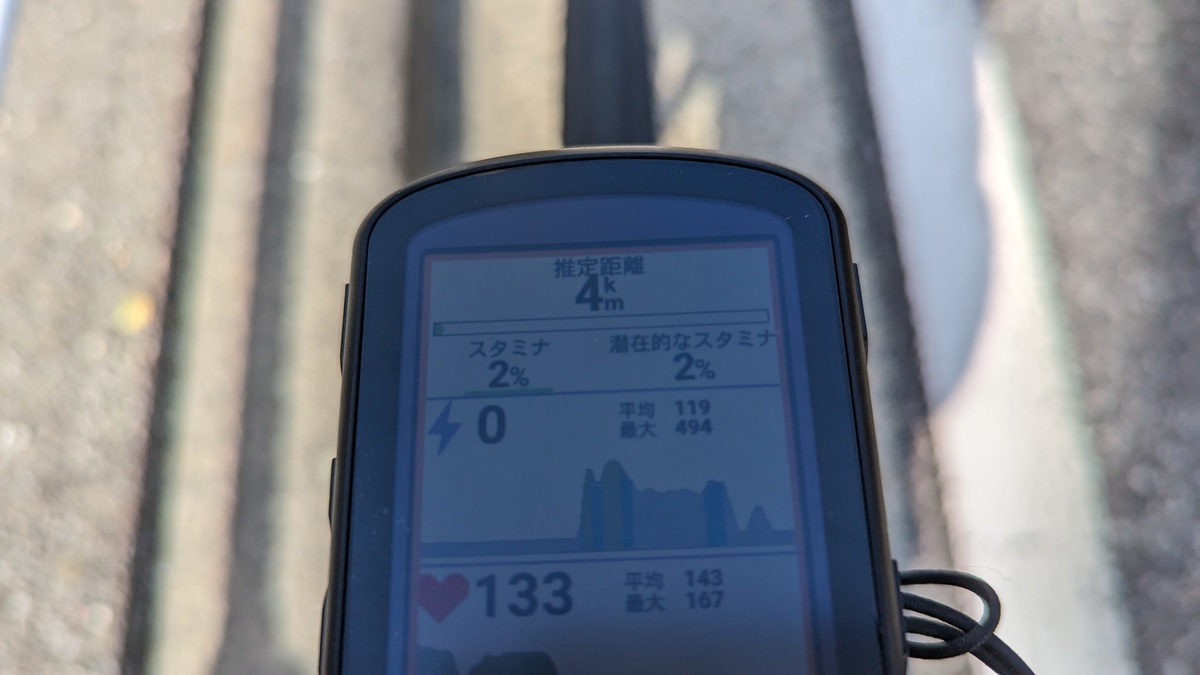 推定距離
4km
スタミナ 潜在的なスタミナ
2% 2%
0 平均 119
最大 494
133 平均 143
最大 167